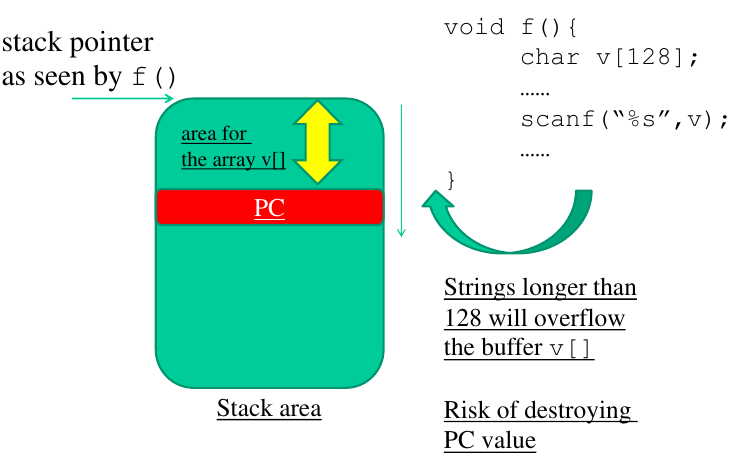 stack pointer
as seen by f()
area for
the array v[]
PC
Stack area
void f(){
char v[128];
……
scanf(“%s”,v);
……
}
Strings longer than
128 will overflow
the buffer v[]
Risk of destroying
PC value